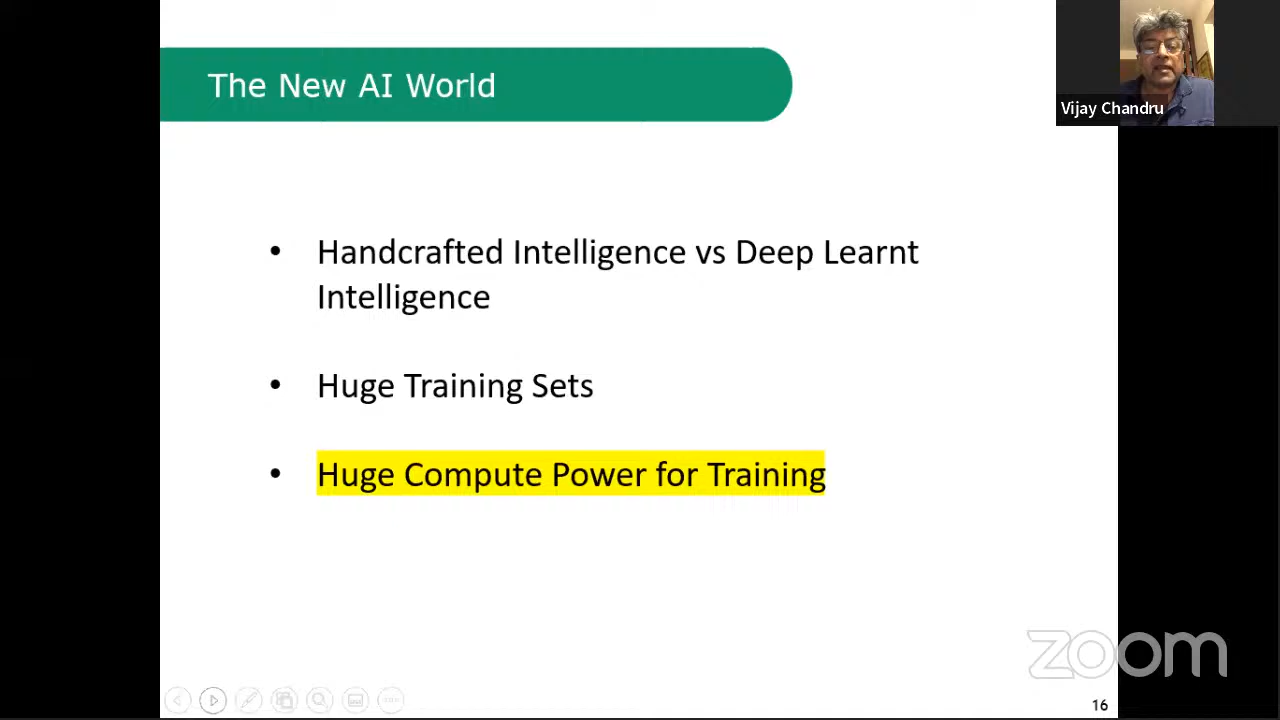 The New AI World
Vijay Chandru
• Handcrafted Intelligence vs Deep Learnt
Intelligence
• Huge Training Sets
• Huge Compute Power for Training
zoom
16